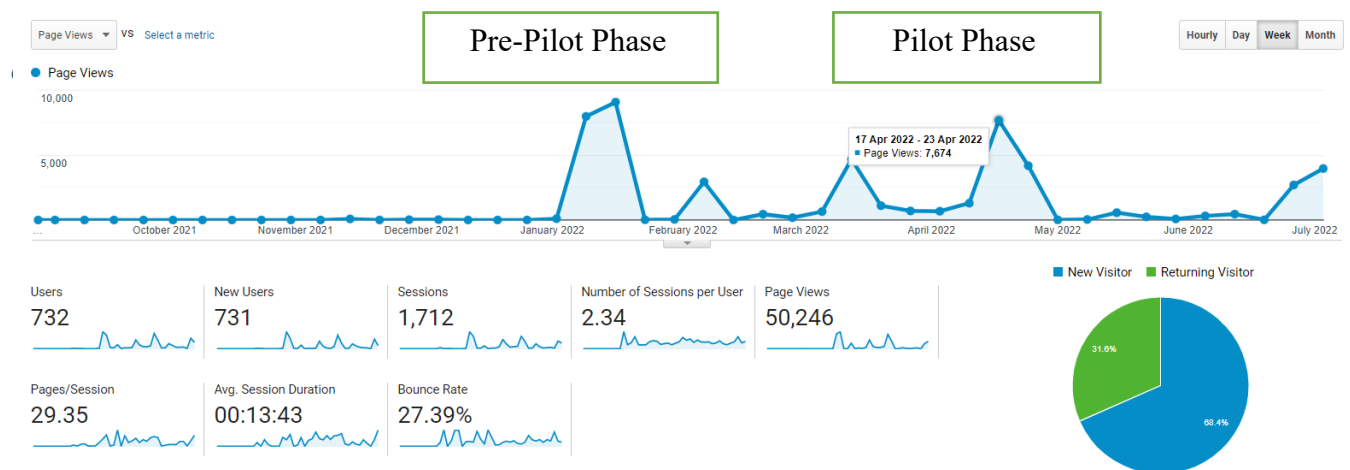 Page Views VS Select a metric
Pre-Pilot Phase
Pilot Phase
Hourly Day Week Month
Page Views
10,000
5,000
17 Apr 2022 - 23 Apr 2022
Page Views: 7,674
... October 2021 November 2021 December 2021 January 2022 February 2022 March 2022 April 2022 May 2022 June 2022 July 2022
New Visitor Returning Visitor
Users New Users Sessions Number of Sessions per User Page Views
732 731 1,712 2.34 50,246
31.6%
Pages/Session Avg. Session Duration Bounce Rate
29.35 00:13:43 27.39%
68.4%